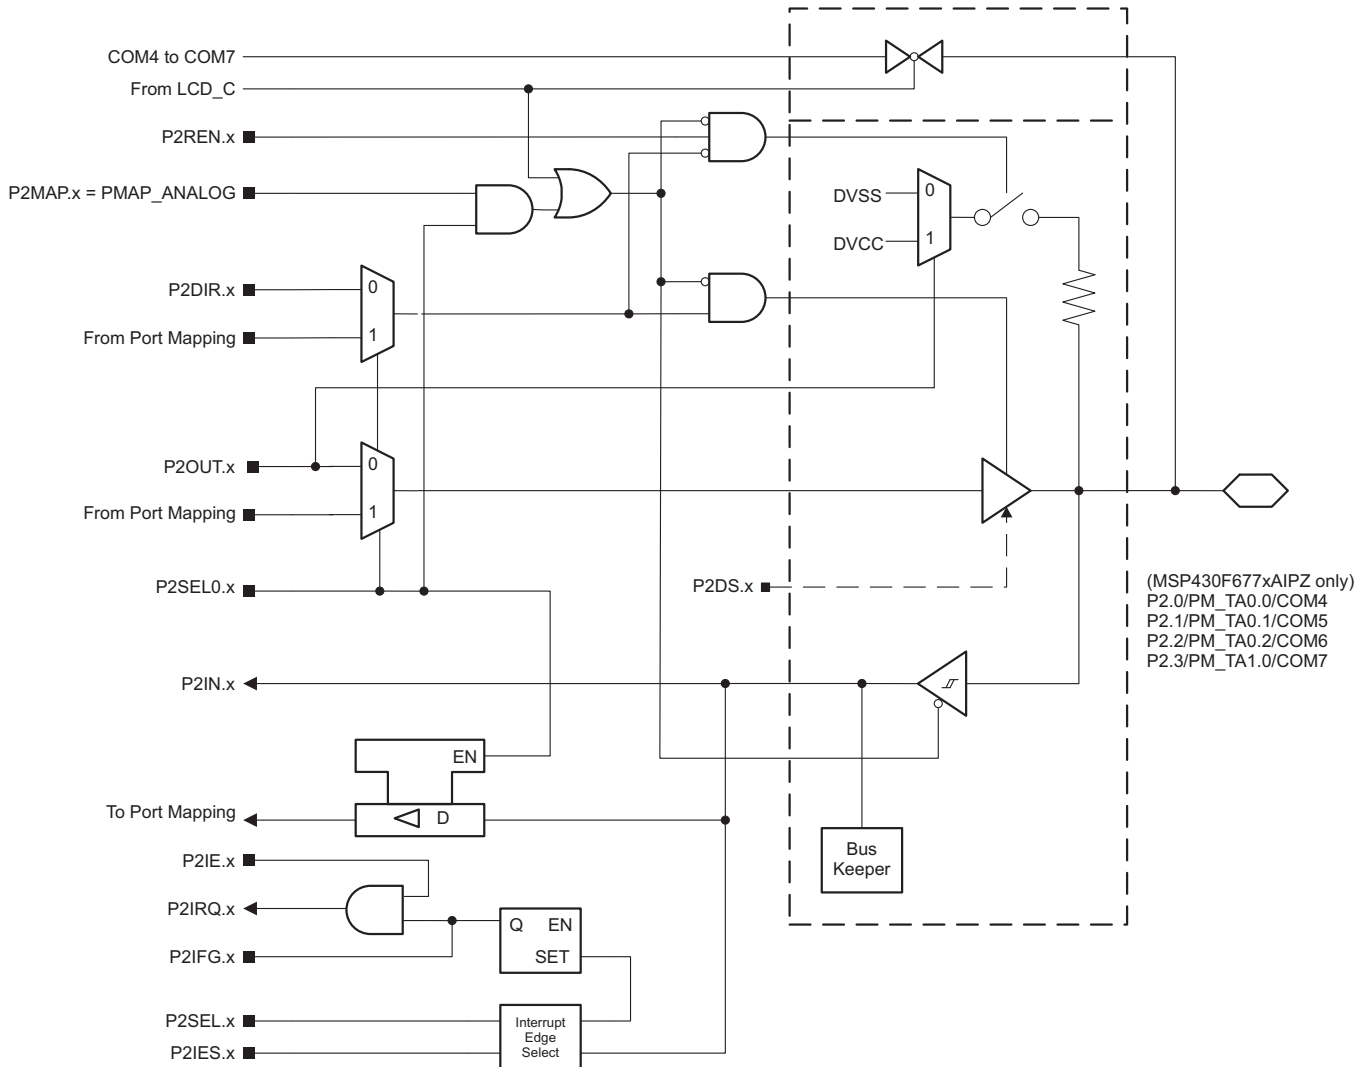 COM4 to COM7
From LCD_C
P2REN.x
P2MAP.x = PMAP_ANALOG
DVSS
0
DVCC
1
P2DIR.x
0
From Port Mapping
1
P2OUT.x
0
From Port Mapping
1
P2SEL0.x
P2DS.x
(MSP430F677xAIPZ only)
P2.0/PM_TA0.0/COM4
P2.1/PM_TA0.1/COM5
P2.2/PM_TA0.2/COM6
P2.3/PM_TA1.0/COM7
P2IN.x
EN
To Port Mapping
D
Bus
Keeper
P2IE.x
P2IRQ.x
Q EN
SET
P2IFG.x
P2SEL.x
P2IES.x
Interrupt
Edge
Select